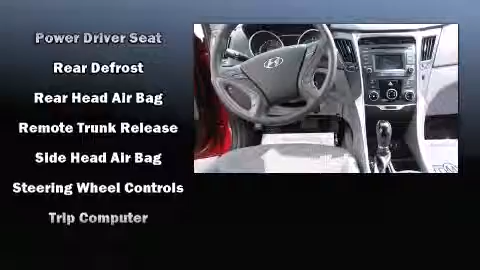 Power Driver Seat
Rear Defrost
Rear Head Air Bag
Remote Trunk Release
Side Head Air Bag
Steering Wheel Controls
Trip Computer